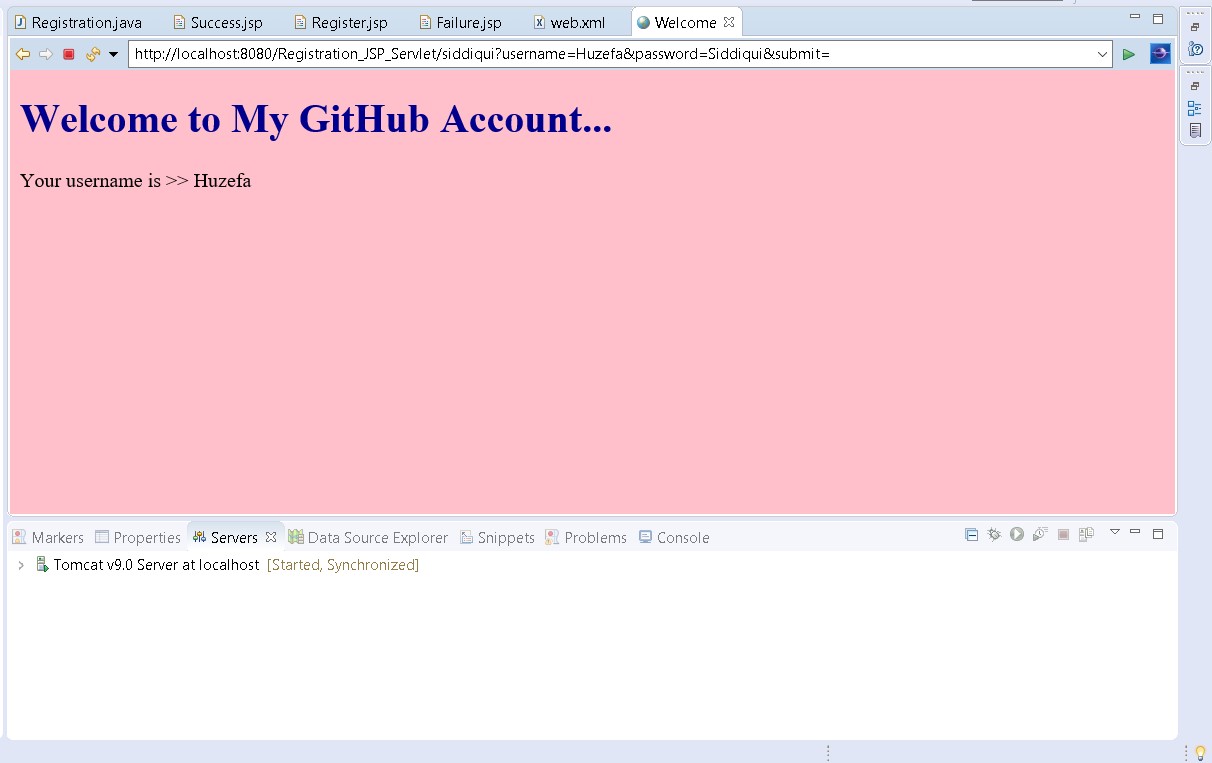 Registration.java Success.jsp Register.jsp Failure.jsp web.xml Welcome
http://localhost:8080/Registration_JSP_Servlet/siddiqui?username=Huzefa&password=Siddiqui&submit=
Welcome to My GitHub Account...
Your username is >> Huzefa
Markers Properties Servers Data Source Explorer Snippets Problems Console
Tomcat v9.0 Server at localhost [Started, Synchronized]